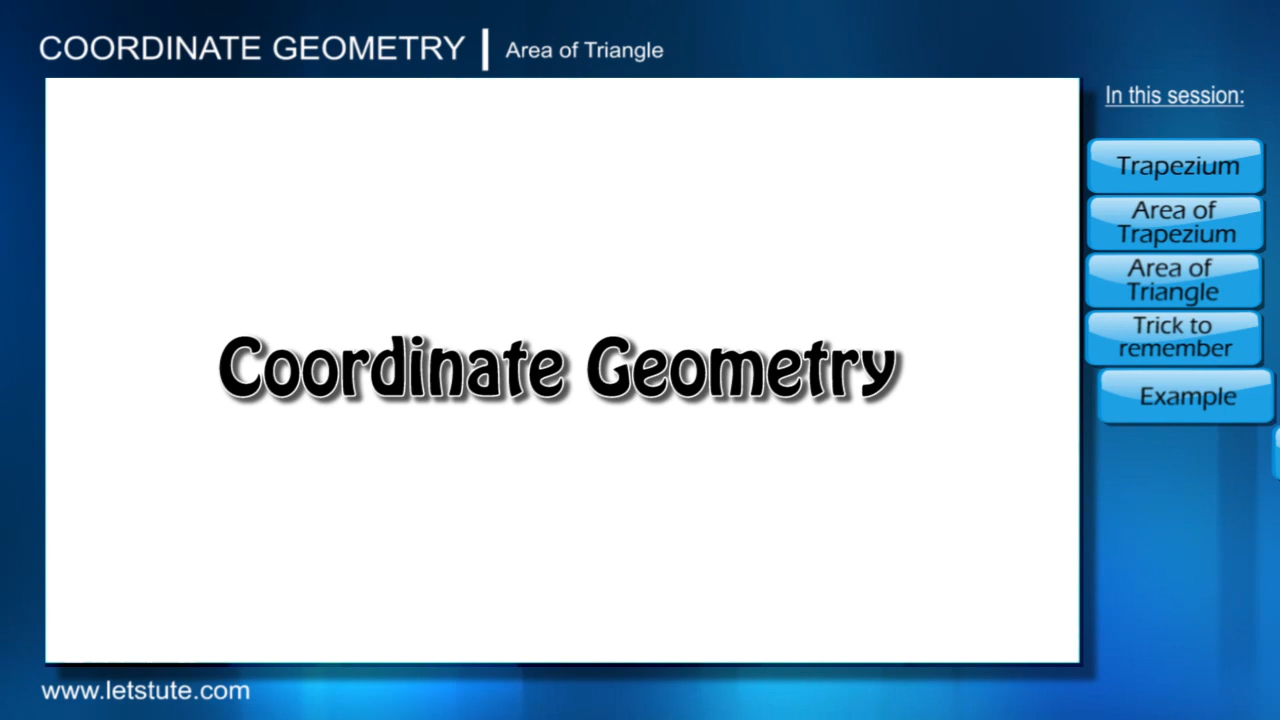 COORDINATE GEOMETRY | Area of Triangle
In this session:
Trapezium
Area of
Trapezium
Area of
Triangle
Trick to
remember
Example
Coordinate Geometry
www.letstute.com